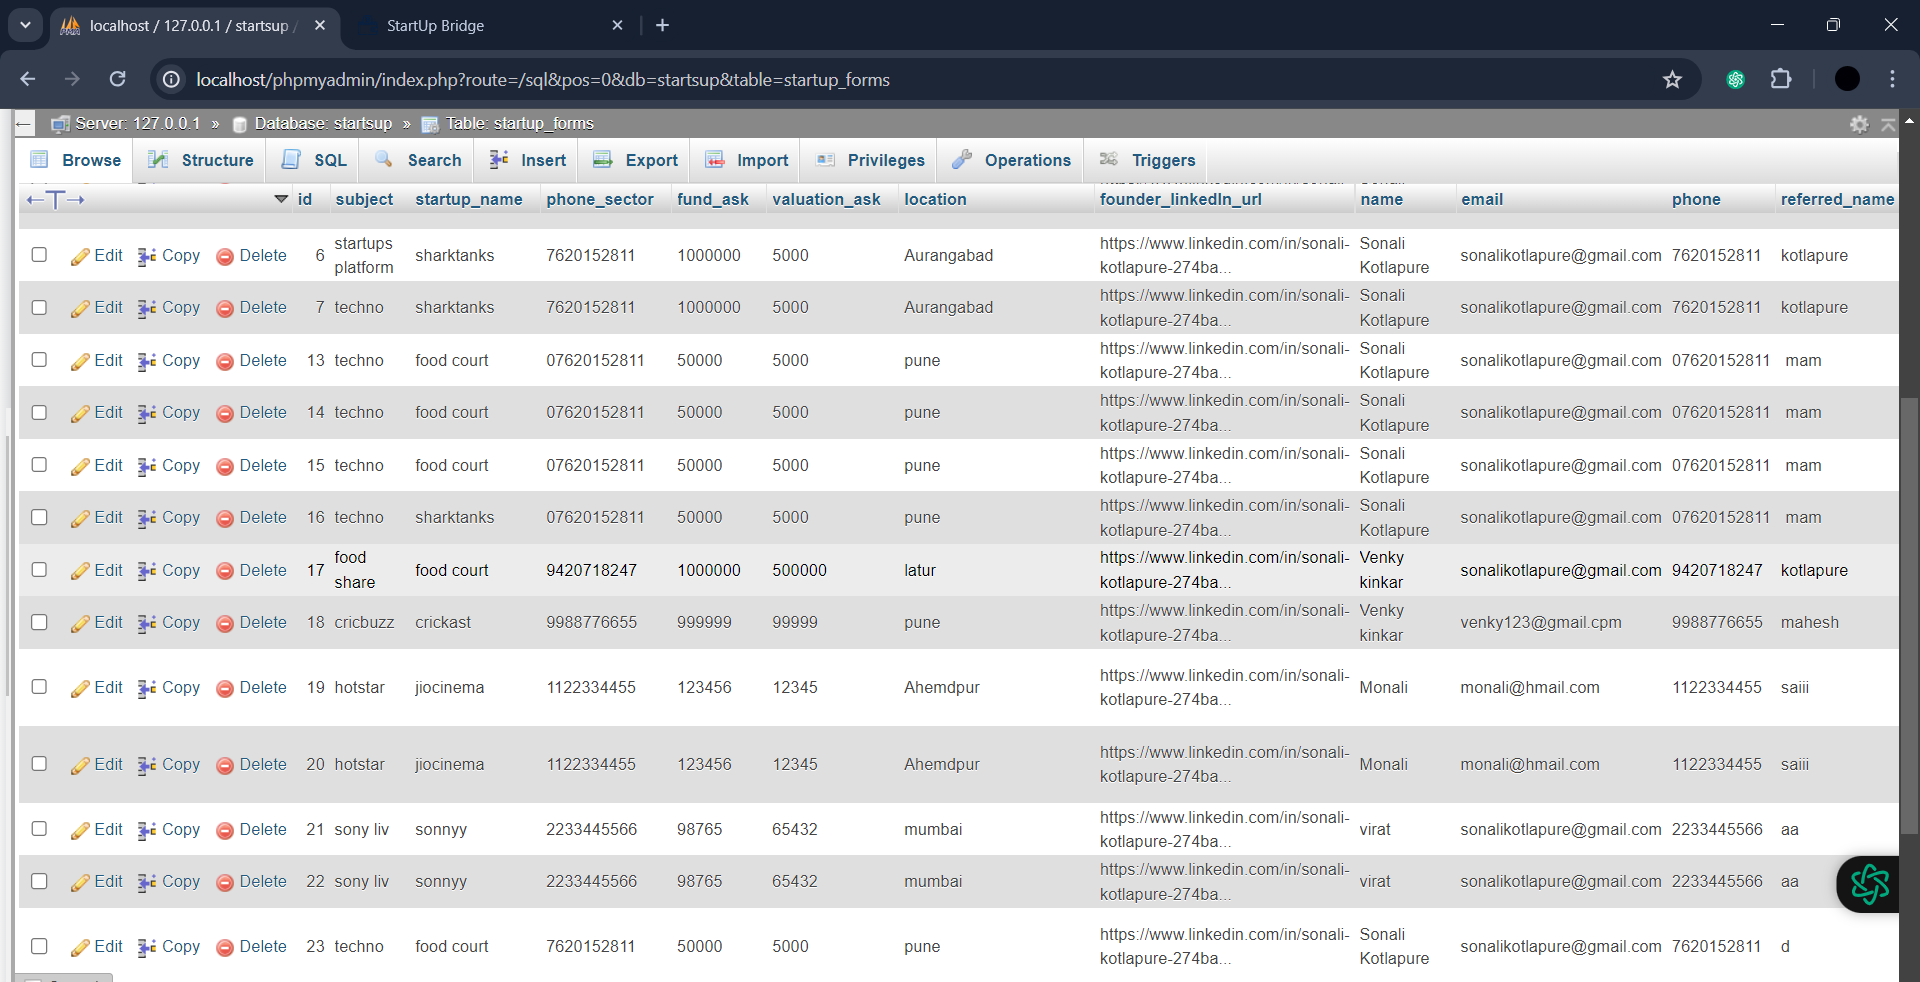 localhost / 127.0.0.1 / startsup /
StartUp Bridge
localhost/phpmyadmin/index.php?route=/sql&pos=0&db=startsup&table=startup_forms
Server: 127.0.0.1 » Database: startsup » Table: startup_forms
Browse Structure SQL Search Insert Export Import Privileges Operations Triggers
id subject startup_name phone_sector fund_ask valuation_ask location founder_linkedIn_url name email phone referred_name
Edit Copy Delete 6 startups platform sharktanks 7620152811 1000000 5000 Aurangabad https://www.linkedin.com/in/sonali-kotlapure-274ba... Sonali Kotlapure sonalikotlapure@gmail.com 7620152811 kotlapure
Edit Copy Delete 7 techno sharktanks 7620152811 1000000 5000 Aurangabad https://www.linkedin.com/in/sonali-kotlapure-274ba... Sonali Kotlapure sonalikotlapure@gmail.com 7620152811 kotlapure
Edit Copy Delete 13 techno food court 07620152811 50000 5000 pune https://www.linkedin.com/in/sonali-kotlapure-274ba... Sonali Kotlapure sonalikotlapure@gmail.com 07620152811 mam
Edit Copy Delete 14 techno food court 07620152811 50000 5000 pune https://www.linkedin.com/in/sonali-kotlapure-274ba... Sonali Kotlapure sonalikotlapure@gmail.com 07620152811 mam
Edit Copy Delete 15 techno food court 07620152811 50000 5000 pune https://www.linkedin.com/in/sonali-kotlapure-274ba... Sonali Kotlapure sonalikotlapure@gmail.com 07620152811 mam
Edit Copy Delete 16 techno sharktanks 07620152811 50000 5000 pune https://www.linkedin.com/in/sonali-kotlapure-274ba... Sonali Kotlapure sonalikotlapure@gmail.com 07620152811 mam
Edit Copy Delete 17 food share food court 9420718247 1000000 500000 latur https://www.linkedin.com/in/sonali-kotlapure-274ba... Venky kinkar sonalikotlapure@gmail.com 9420718247 kotlapure
Edit Copy Delete 18 cricbuzz crickast 9988776655 999999 99999 pune https://www.linkedin.com/in/sonali-kotlapure-274ba... Venky kinkar venky123@gmail.cpm 9988776655 mahesh
Edit Copy Delete 19 hotstar jiocinema 1122334455 123456 12345 Ahemdpur https://www.linkedin.com/in/sonali-kotlapure-274ba... Monali monali@hmail.com 1122334455 saiii
Edit Copy Delete 20 hotstar jiocinema 1122334455 123456 12345 Ahemdpur https://www.linkedin.com/in/sonali-kotlapure-274ba... Monali monali@hmail.com 1122334455 saiii
Edit Copy Delete 21 sony liv sonnyy 2233445566 98765 65432 mumbai https://www.linkedin.com/in/sonali-kotlapure-274ba... virat sonalikotlapure@gmail.com 2233445566 aa
Edit Copy Delete 22 sony liv sonnyy 2233445566 98765 65432 mumbai https://www.linkedin.com/in/sonali-kotlapure-274ba... virat sonalikotlapure@gmail.com 2233445566 aa
Edit Copy Delete 23 techno food court 7620152811 50000 5000 pune https://www.linkedin.com/in/sonali-kotlapure-274ba... Sonali Kotlapure sonalikotlapure@gmail.com 7620152811 d